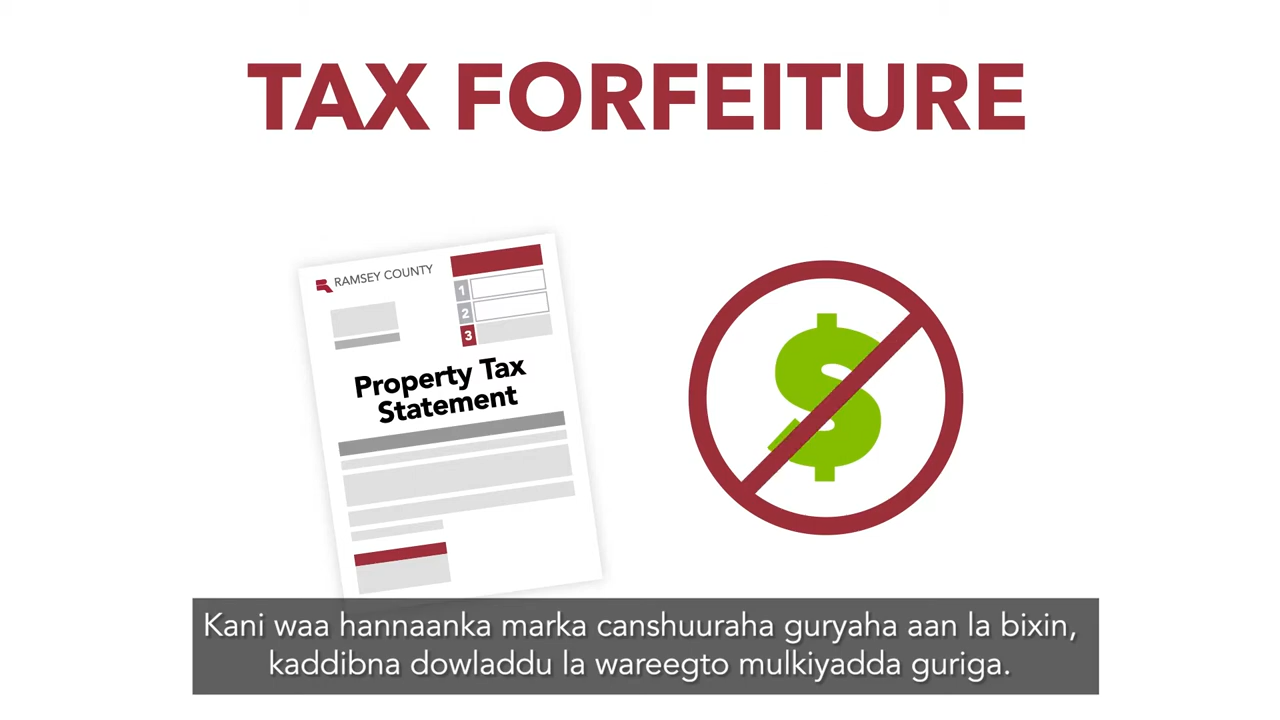 TAX FORFEITURE
RAMSEY COUNTY
1
2
3
Property Tax
Statement
Kani waa hannaanka marka canshuuraha guryaha aan la bixin,
kaddibna dowladdu la wareegto mulkiyadda guriga.